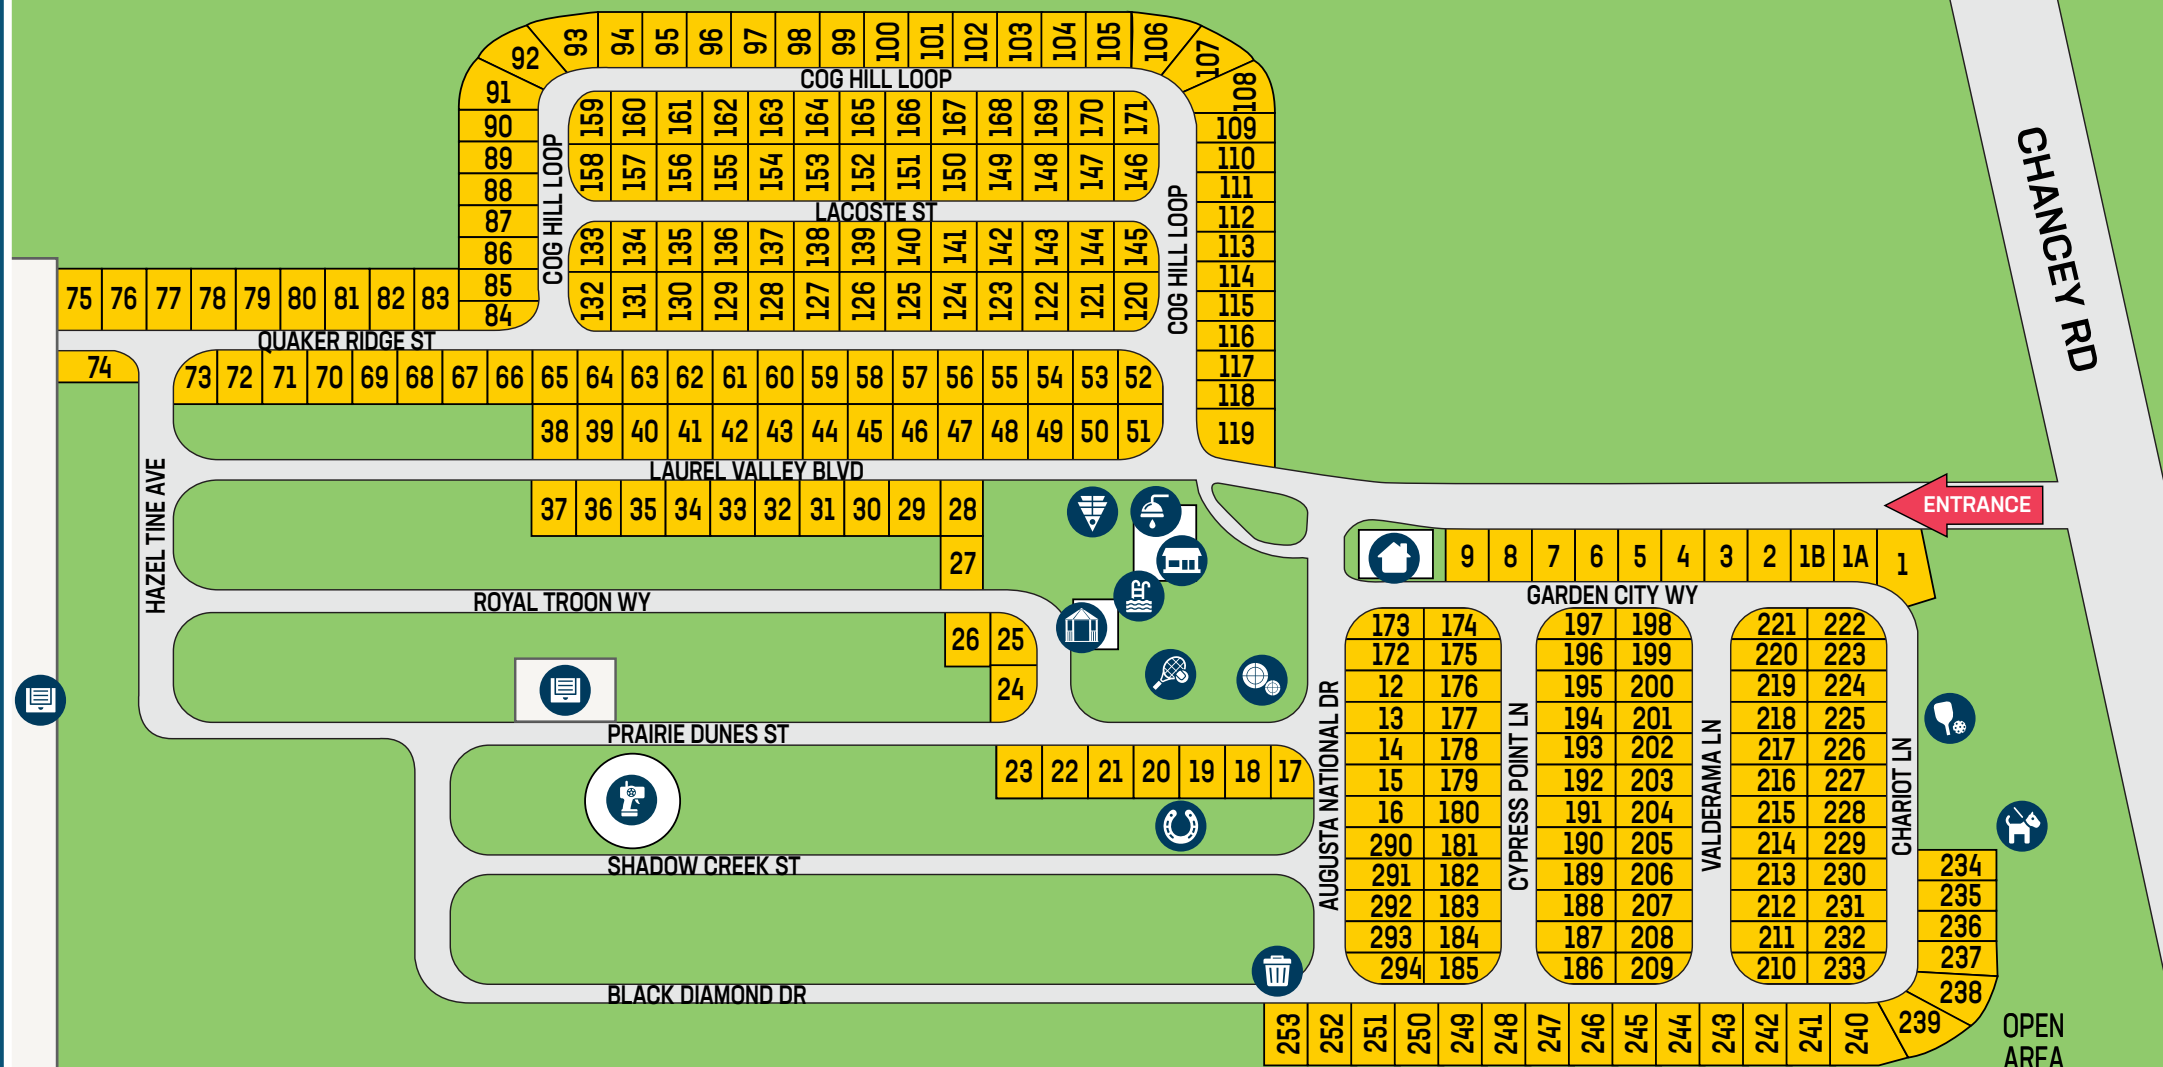 93 94 95 96 97 98 99 100 101 102 103 104 105 106 107
92
108
COG HILL LOOP
91
90
89
88
87
86
85
84
COG HILL LOOP
159 160 161 162 163 164 165 166 167 168 169 170 171
158 157 156 155 154 153 152 151 150 149 148 147 146
LACOSTE ST
133 134 135 136 137 138 139 140 141 142 143 144 145
132 131 130 129 128 127 126 125 124 123 122 121 120
COG HILL LOOP
109
110
111
112
113
114
115
116
117
118
119
CHANCEY RD
75 76 77 78 79 80 81 82 83
QUAKER RIDGE ST
74
73 72 71 70 69 68 67 66 65 64 63 62 61 60 59 58 57 56 55 54 53 52
38 39 40 41 42 43 44 45 46 47 48 49 50 51
LAUREL VALLEY BLVD
HAZEL TINE AVE
37 36 35 34 33 32 31 30 29 28
27
ENTRANCE
9 8 7 6 5 4 3 2 1B 1A 1
GARDEN CITY WY
ROYAL TROON WY
26 25
24
PRAIRIE DUNES ST
23 22 21 20 19 18 17
SHADOW CREEK ST
BLACK DIAMOND DR
AUGUSTA NATIONAL DR
173 174
172 175
12 176
13 177
14 178
15 179
16 180
290 181
291 182
292 183
293 184
294 185
CYPRESS POINT LN
197 198
196 199
195 200
194 201
193 202
192 203
191 204
190 205
189 206
188 207
187 208
186 209
VALDERAMA LN
221 222
220 223
219 224
218 225
217 226
216 227
215 228
214 229
213 230
212 231
211 232
210 233
CHARIOT LN
234
235
236
237
238
239
253 252 251 250 249 248 247 246 245 244 243 242 241 240
OPEN
AREA